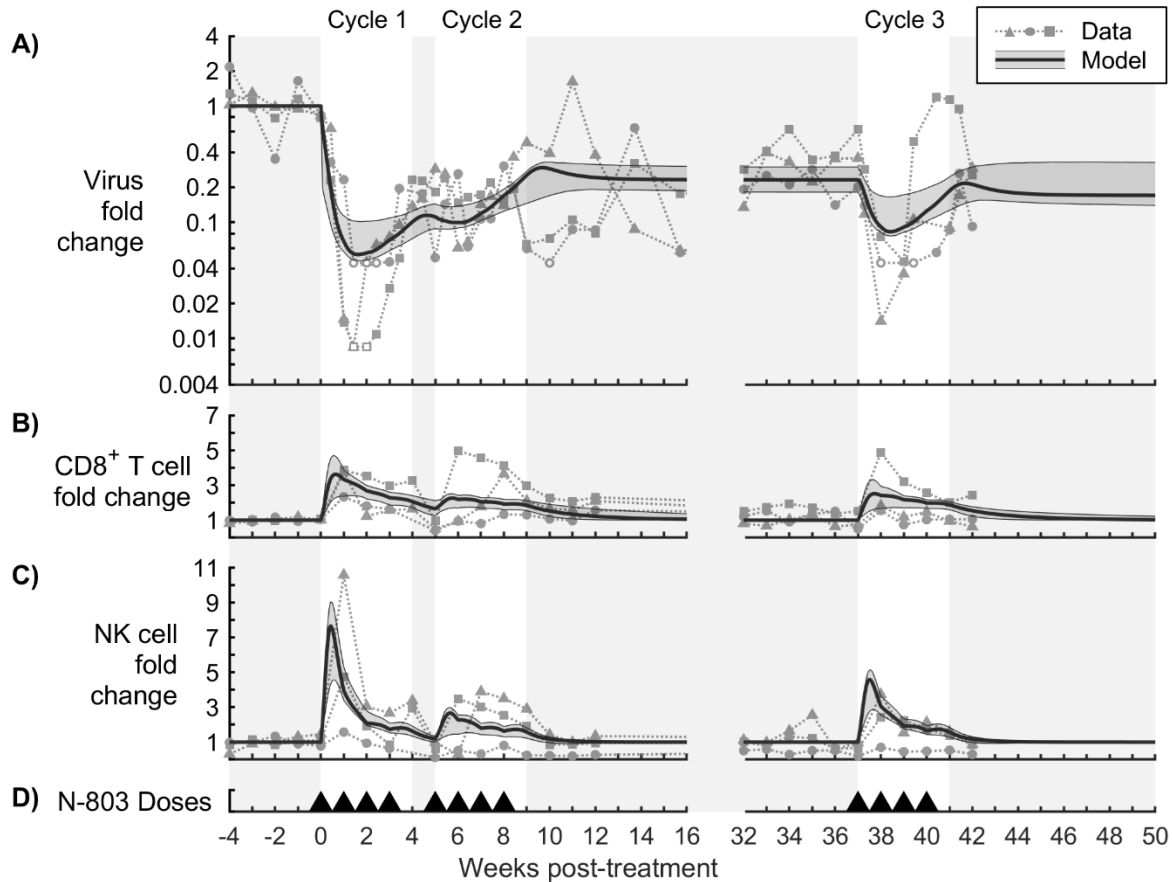 Cycle 1 Cycle 2 Cycle 3
Data
Model
A)
Virus
fold
change
4
2
1
0.4
0.2
0.1
0.04
0.02
0.01
0.004
B)
CD8+ T cell
fold change
7
5
3
1
C)
NK cell
fold
change
11
9
7
5
3
1
D) N-803 Doses
-4 -2 0 2 4 6 8 10 12 14 16 32 34 36 38 40 42 44 46 48 50
Weeks post-treatment